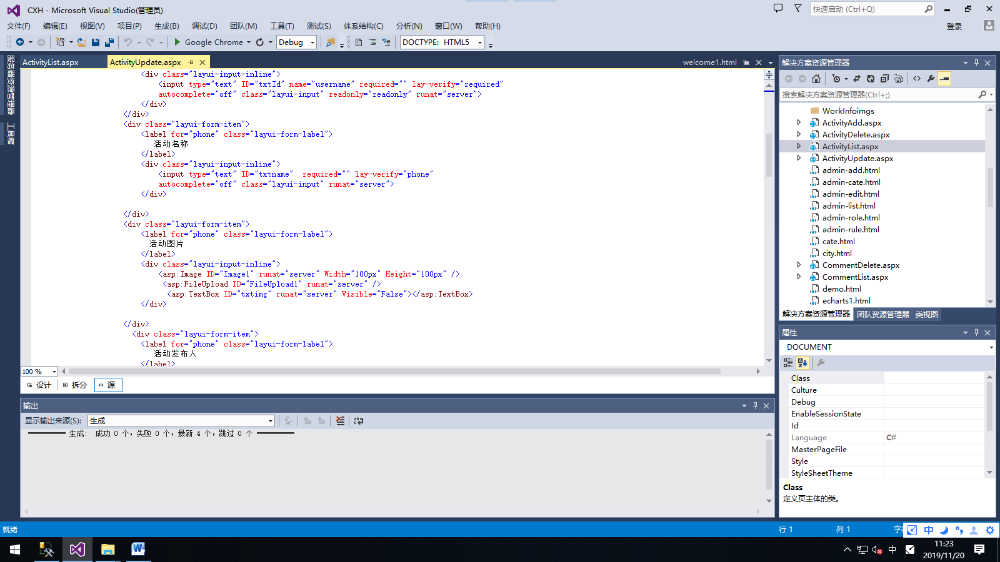 CXH - Microsoft Visual Studio(管理员)
快速启动 (Ctrl+Q)
文件(F) 编辑(E) 视图(V) 项目(P) 生成(B) 调试(D) 团队(M) 工具(T) 测试(S) 体系结构(C) 分析(N) 窗口(W) 帮助(H)
登录
Google Chrome Debug DOCTYPE: HTML5
服务器资源管理器
工具箱
ActivityList.aspx ActivityUpdate.aspx welcome1.html
<div class="layui-input-inline">
<input type="text" ID="txtId" name="username" required="" lay-verify="required"
autocomplete="off" class="layui-input" readonly="readonly" runat="server">
</div>
</div>
<div class="layui-form-item">
<label for="phone" class="layui-form-label">
活动名称
</label>
<div class="layui-input-inline">
<input type="text" ID="txtname"  required="" lay-verify="phone"
autocomplete="off" class="layui-input" runat="server">
</div>
</div>
<div class="layui-form-item">
<label for="phone" class="layui-form-label">
活动图片
</label>
<div class="layui-input-inline">
<asp:Image ID="Image1" runat="server" Width="100px" Height="100px" />
<asp:FileUpload ID="FileUpload1" runat="server" />
<asp:TextBox ID="txtimg" runat="server" Visible="False"></asp:TextBox>
</div>
</div>
<div class="layui-form-item">
<label for="phone" class="layui-form-label">
活动发布人
</label>
100 %
设计 拆分 源
输出
显示输出来源(S): 生成
========== 生成: 成功 0 个，失败 0 个，最新 4 个，跳过 0 个 ==========
解决方案资源管理器
搜索解决方案资源管理器(Ctrl+;)
WorkInfoimgs
ActivityAdd.aspx
ActivityDelete.aspx
ActivityList.aspx
ActivityUpdate.aspx
admin-add.html
admin-cate.html
admin-edit.html
admin-list.html
admin-role.html
admin-rule.html
cate.html
city.html
CommentDelete.aspx
CommentList.aspx
demo.html
echarts1.html
解决方案资源管理器 团队资源管理器 类视图
属性
DOCUMENT
Class
Culture
Debug
EnableSessionState
Id
Language C#
MasterPageFile
Style
StyleSheetTheme
Class
定义页主体的类。
就绪 行 1 列 1 中
中 11:23
2019/11/20